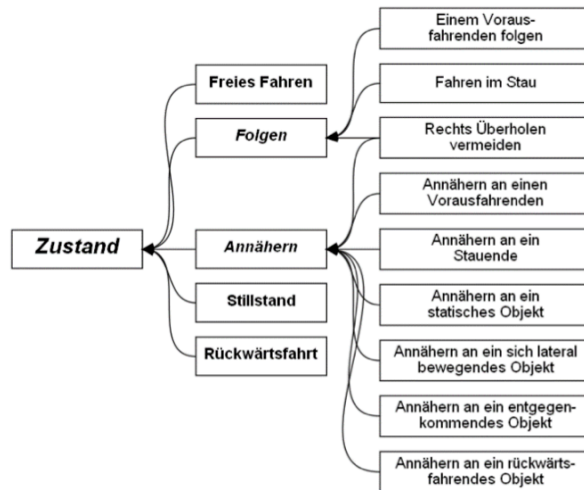 Zustand
Freies Fahren
Folgen
Annähern
Stillstand
Rückwärtsfahrt
Einem Voraus-
fahrenden folgen
Fahren im Stau
Rechts Überholen
vermeiden
Annähern an einen
Vorausfahrenden
Annähern an ein
Stauende
Annähern an ein
statisches Objekt
Annähern an ein sich lateral
bewegendes Objekt
Annähern an ein entgegen-
kommendes Objekt
Annähern an ein rückwärts-
fahrendes Objekt